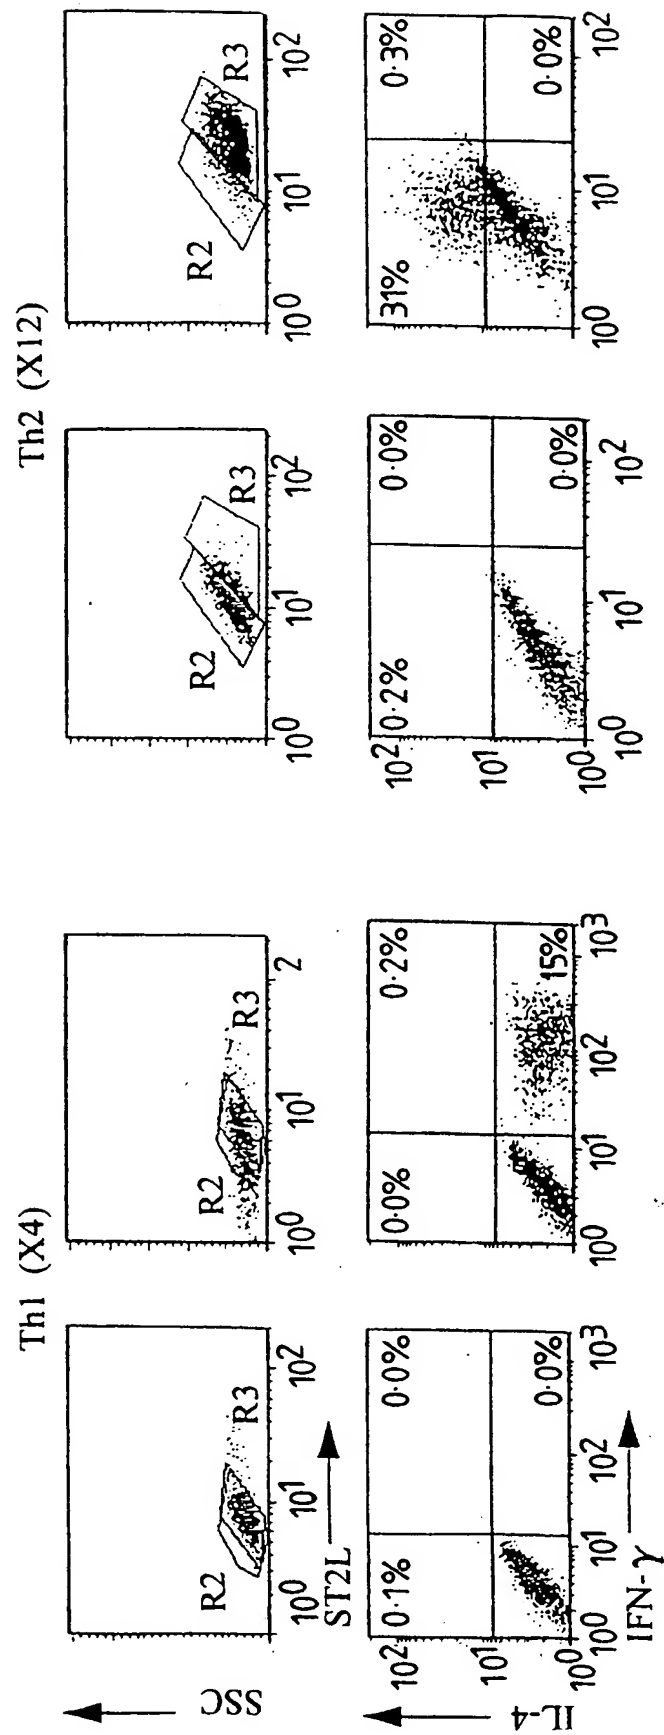 Th1 (X4)
Th2 (X12)
SSC
R2
R3
10⁰ 10¹ 10²
R2
R3
10⁰ 10¹ 2
R2
R3
10⁰ 10¹ 10²
R2
R3
10⁰ 10¹ 10²
ST2L
IL-4
10²
10¹
10⁰
0·1%
0·0%
0·0%
10⁰ 10¹ 10² 10³
0·0%
0·2%
15%
10⁰ 10¹ 10² 10³
10²
10¹
10⁰
0·2%
0·0%
0·0%
10⁰ 10¹ 10²
31%
0·3%
0·0%
10⁰ 10¹ 10²
IFN-γ